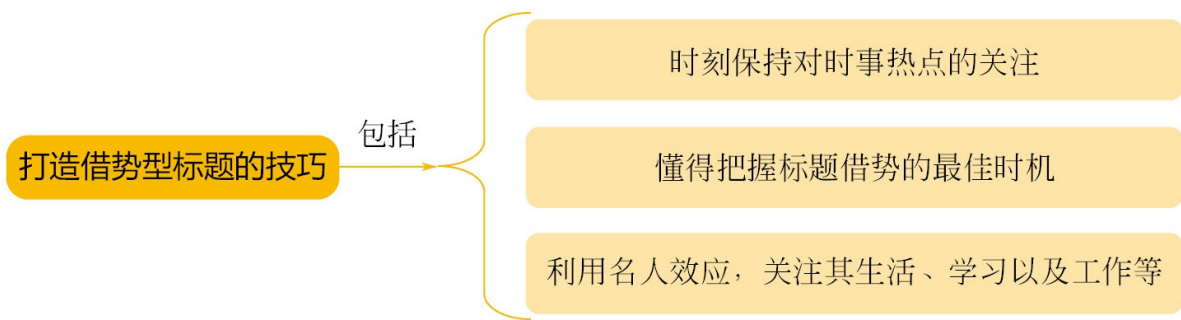 打造借势型标题的技巧
包括
时刻保持对时事热点的关注
懂得把握标题借势的最佳时机
利用名人效应，关注其生活、学习以及工作等